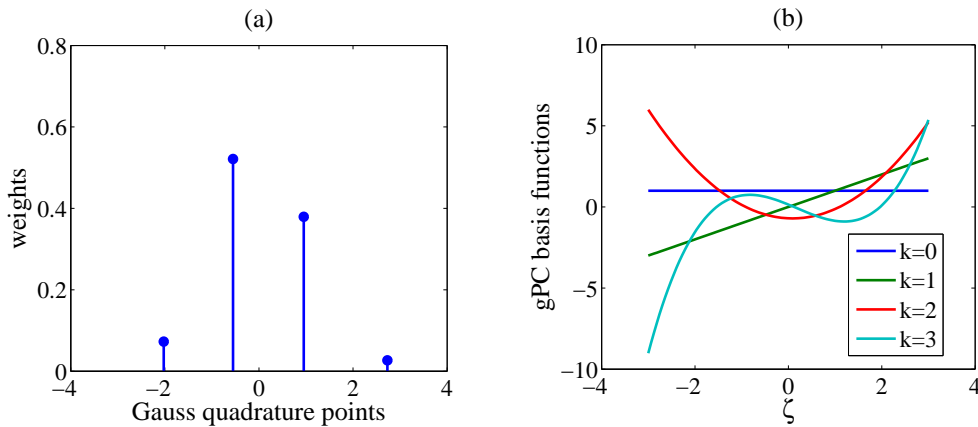 (a)
0.8
0.6
0.4
0.2
0
weights
−4
−2
0
2
4
Gauss quadrature points
(b)
10
5
0
−5
−10
gPC basis functions
k=0
k=1
k=2
k=3
−4
−2
0
2
4
ζ